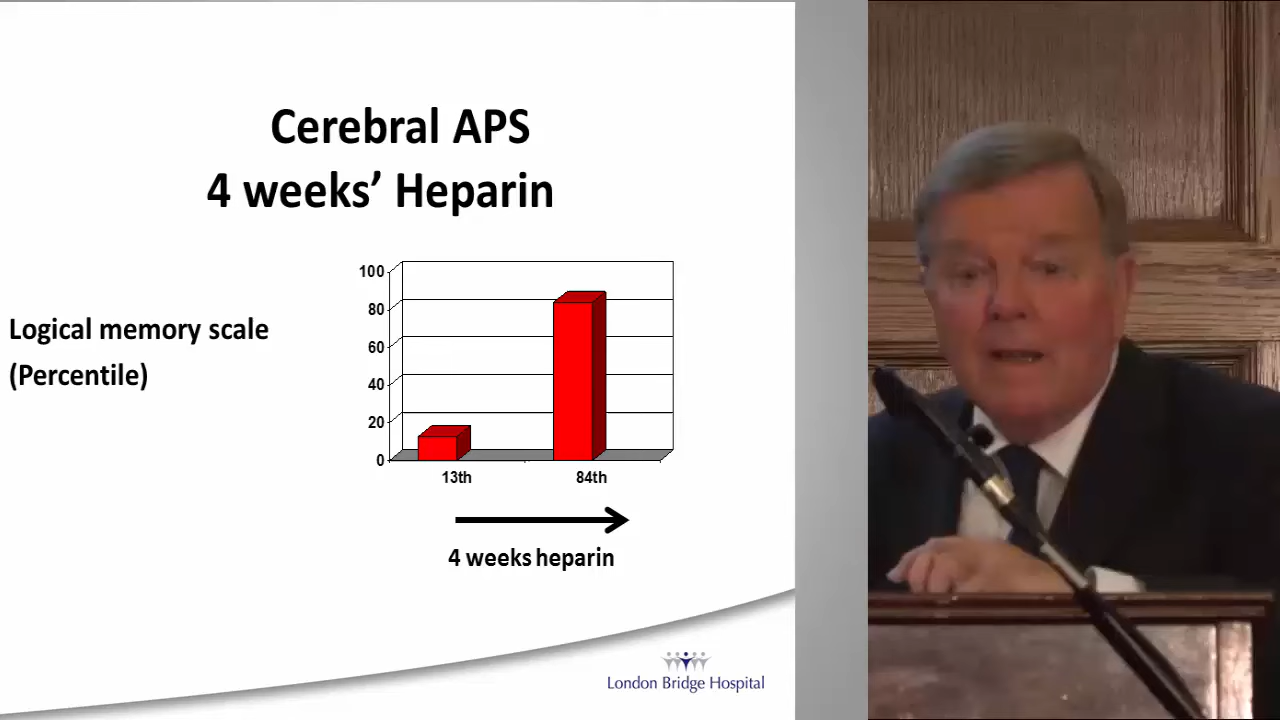 Cerebral APS
4 weeks’ Heparin
Logical memory scale
(Percentile)
100
80
60
40
20
0
13th
84th
4 weeks heparin
London Bridge Hospital